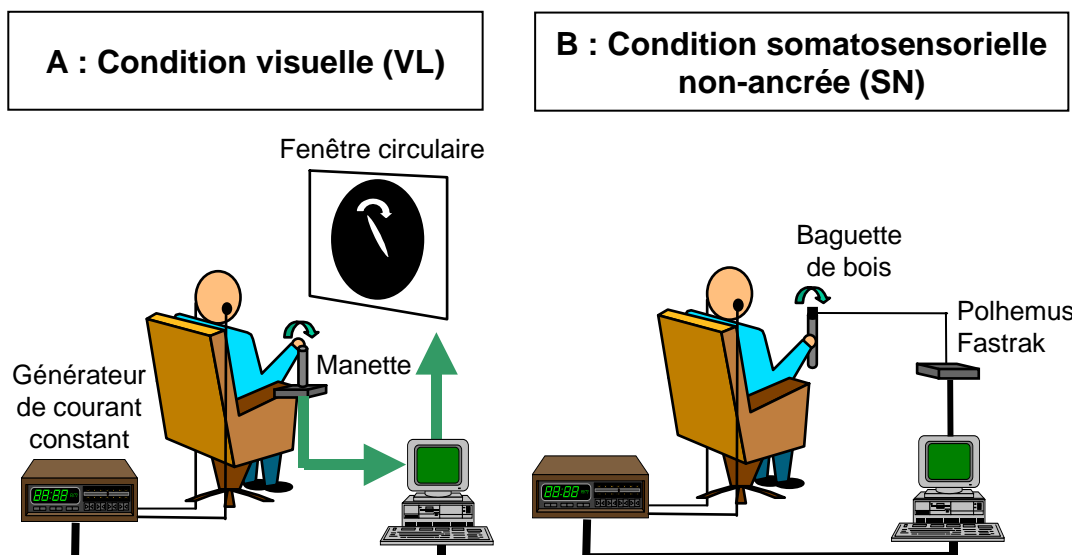 A : Condition visuelle (VL)
B : Condition somatosensorielle
non-ancrée (SN)
Fenêtre circulaire
Manette
Générateur
de courant
constant
Baguette
de bois
Polhemus
Fastrak